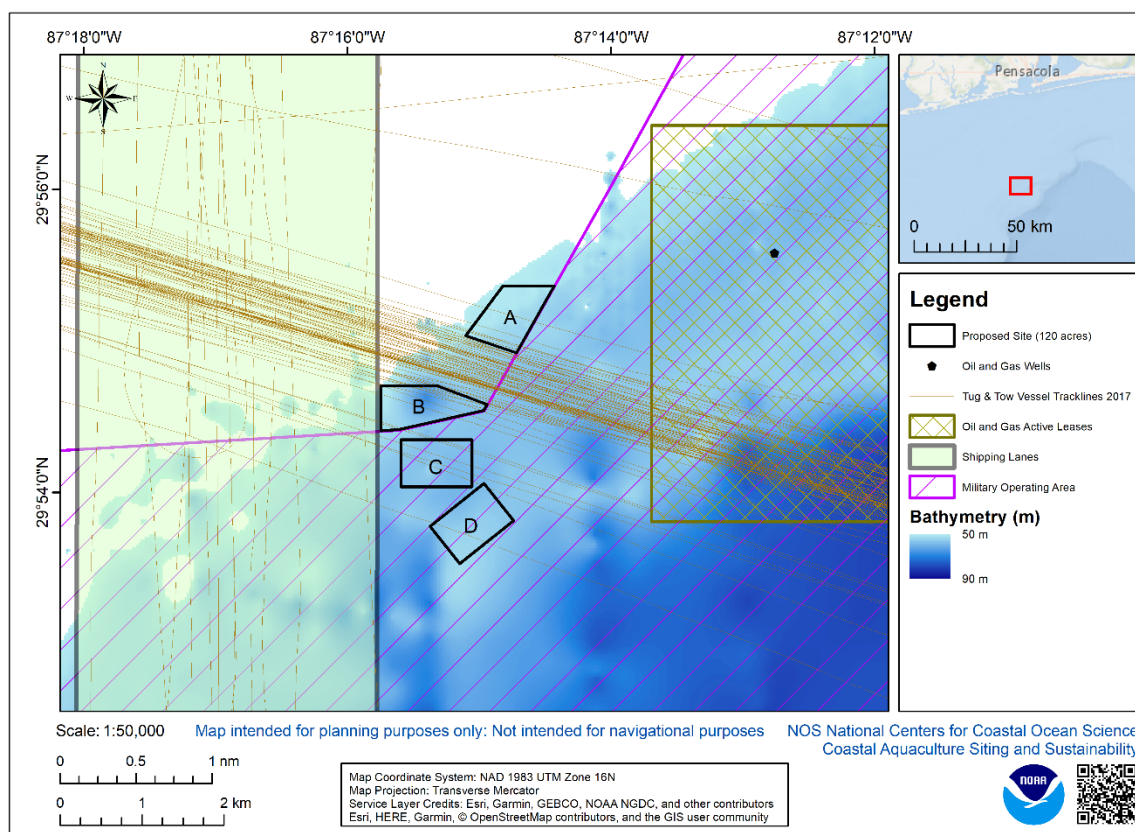 87°18'0"W 87°16'0"W 87°14'0"W 87°12'0"W
N
W E
S
29°56'0"N
29°54'0"N
A
B
C
D
Pensacola
0 50 km
Legend
Proposed Site (120 acres)
Oil and Gas Wells
Tug & Tow Vessel Tracklines 2017
Oil and Gas Active Leases
Shipping Lanes
Military Operating Area
Bathymetry (m)
50 m
90 m
Scale: 1:50,000
0 0.5 1 nm
0 1 2 km
Map intended for planning purposes only: Not intended for navigational purposes
NOS National Centers for Coastal Ocean Science
Coastal Aquaculture Siting and Sustainability
Map Coordinate System: NAD 1983 UTM Zone 16N
Map Projection: Transverse Mercator
Service Layer Credits: Esri, Garmin, GEBCO, NOAA NGDC, and other contributors
Esri, HERE, Garmin, © OpenStreetMap contributors, and the GIS user community
NOAA